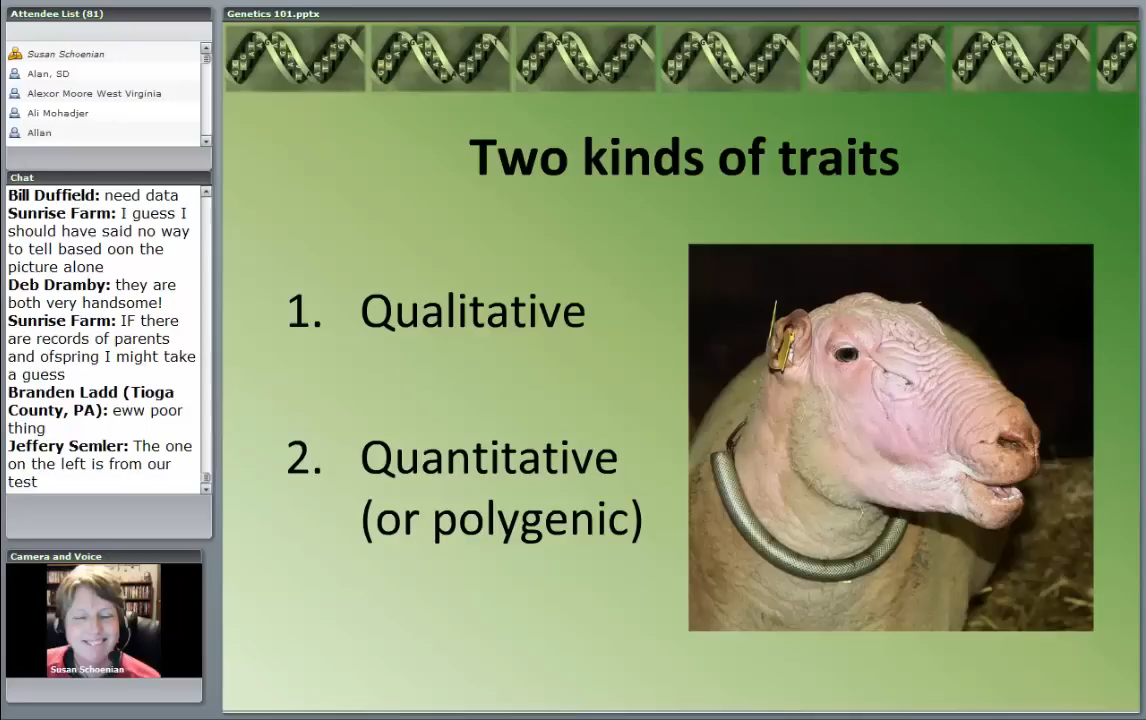 Attendee List (81)
Susan Schoenian
Alan, SD
Alexor Moore West Virginia
Ali Mohadjer
Allan
Chat
Bill Duffield: need data
Sunrise Farm: I guess I
should have said no way
to tell based oon the
picture alone
Deb Dramby: they are
both very handsome!
Sunrise Farm: IF there
are records of parents
and ofspring I might take
a guess
Branden Ladd (Tioga
County, PA): eww poor
thing
Jeffery Semler: The one
on the left is from our
test
Camera and Voice
Susan Schoenian
Genetics 101.pptx
Two kinds of traits
1. Qualitative
2. Quantitative
(or polygenic)